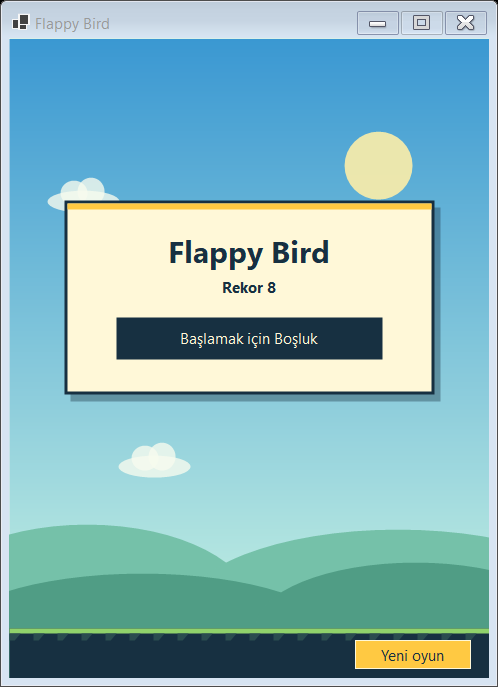 Flappy Bird
Flappy Bird
Rekor 8
Başlamak için Boşluk
Yeni oyun